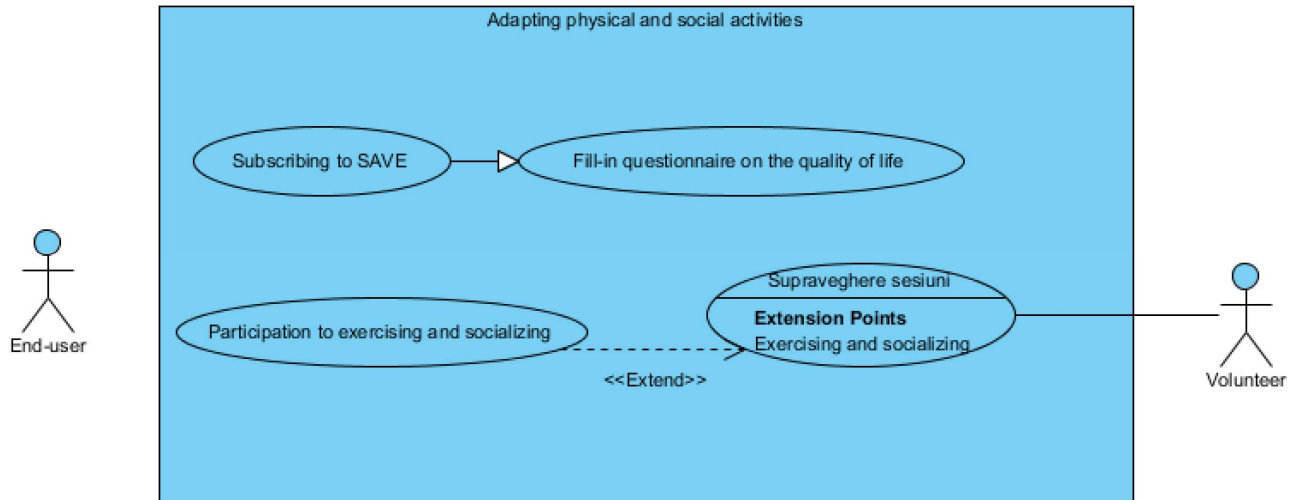 Adapting physical and social activities
Subscribing to SAVE
Fill-in questionnaire on the quality of life
End-user
Participation to exercising and socializing
Supraveghere sesiuni
Extension Points
Exercising and socializing
<<Extend>>
Volunteer